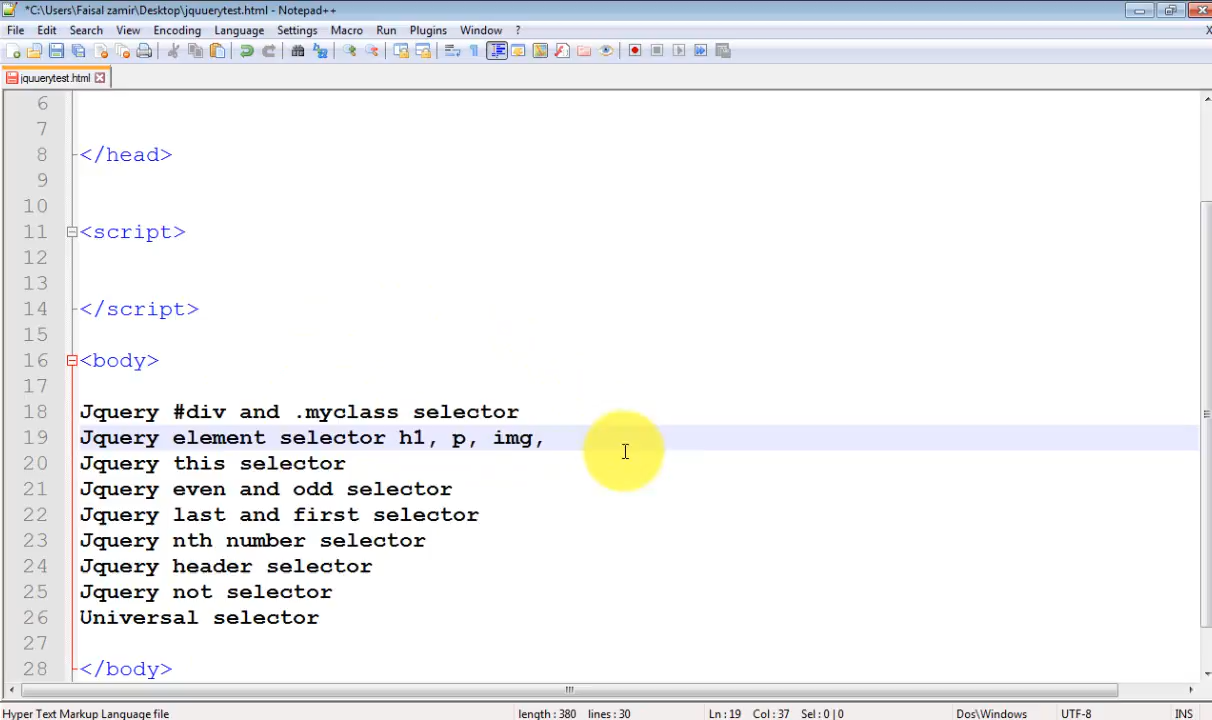 *C:\Users\Faisal zamir\Desktop\jquuerytest.html - Notepad++
File Edit Search View Encoding Language Settings Macro Run Plugins Window ? X
jquuerytest.html
6
7
8 </head>
9
10
11 <script>
12
13
14 </script>
15
16 <body>
17
18 Jquery #div and .myclass selector
19 Jquery element selector h1, p, img,
20 Jquery this selector
21 Jquery even and odd selector
22 Jquery last and first selector
23 Jquery nth number selector
24 Jquery header selector
25 Jquery not selector
26 Universal selector
27
28 </body>
Hyper Text Markup Language file length : 380 lines : 30 Ln : 19 Col : 37 Sel : 0 | 0 Dos\Windows UTF-8 INS